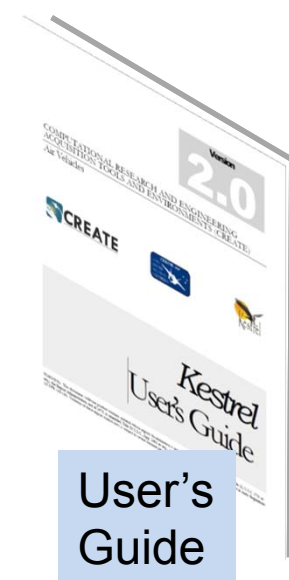 Version
2.0
COMPUTATIONAL RESEARCH AND ENGINEERING
ACQUISITION TOOLS AND ENVIRONMENTS (CREATE)
Air Vehicles
CREATE
Kestrel
Kestrel
User's Guide
User’s
Guide